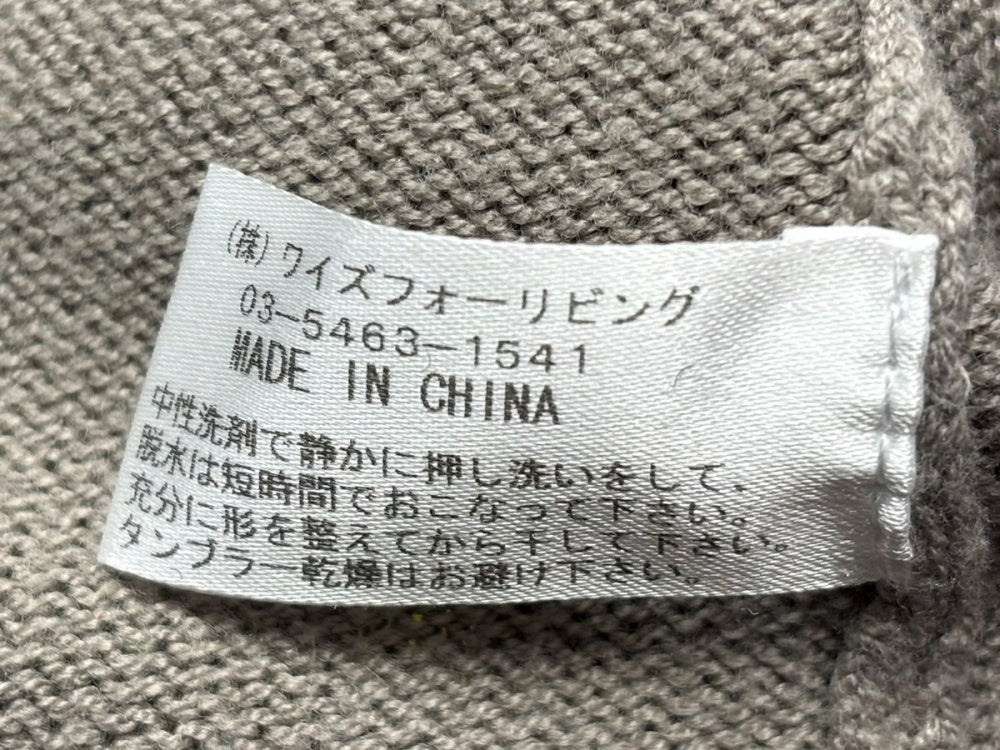 (株)ワイズフォーリビング
03-5463-1541
MADE IN CHINA
中性洗剤で静かに押し洗いをして、
脱水は短時間でおこなって下さい。
充分に形を整えてから干して下さい。
タンブラー乾燥はお避け下さい。